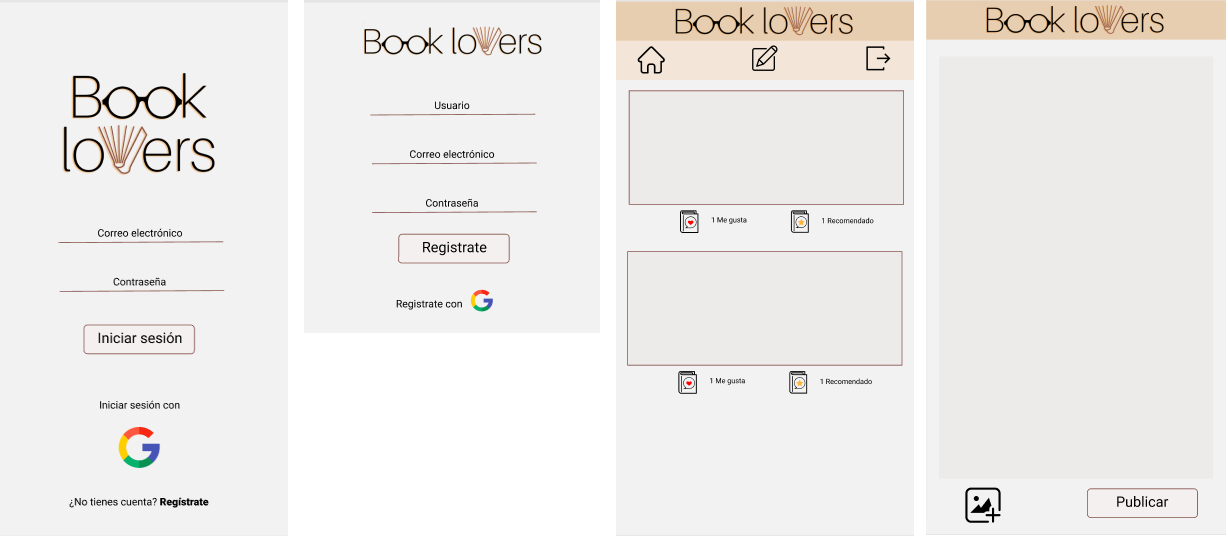 Book
lovers
Correo electrónico
Contraseña
Iniciar sesión
Iniciar sesión con
¿No tienes cuenta? Regístrate
Book lovers
Usuario
Correo electrónico
Contraseña
Registrate
Registrate con
Book lovers
1 Me gusta
1 Recomendado
1 Me gusta
1 Recomendado
Book lovers
Publicar